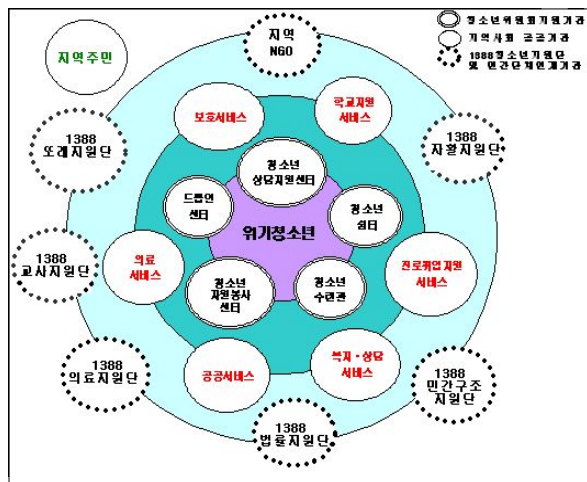 청소년위원회지원기관
지역사회 공공기관
1388청소년지원단
및 민간단체연계기관
지역주민
지역
NGO
보호서비스
학교지원
서비스
1388
또래지원단
1388
자활지원단
청소년
상담지원센터
드롭인
센터
청소년
쉼터
위기청소년
1388
교사지원단
의료
서비스
진로취업지원
서비스
청소년
자원봉사
센터
청소년
수련관
1388
의료지원단
공공서비스
복지·상담
서비스
1388
민간구조
지원단
1388
법률지원단